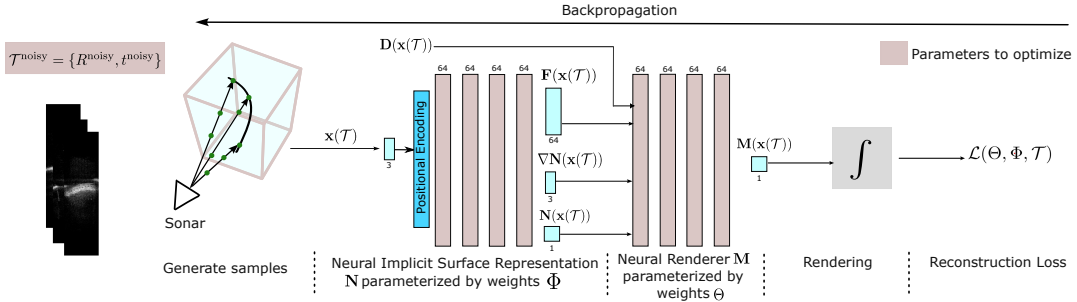 Backpropagation
𝒯^noisy = {R^noisy, t^noisy}
Parameters to optimize
Sonar
x(𝒯)
3
Positional Encoding
64 64 64 64
D(x(𝒯))
F(x(𝒯))
64
∇N(x(𝒯))
3
N(x(𝒯))
1
64 64 64 64
M(x(𝒯))
1
∫
ℒ(Θ, Φ, 𝒯)
Generate samples
Neural Implicit Surface Representation
N parameterized by weights Φ
Neural Renderer M
parameterized by
weights Θ
Rendering
Reconstruction Loss